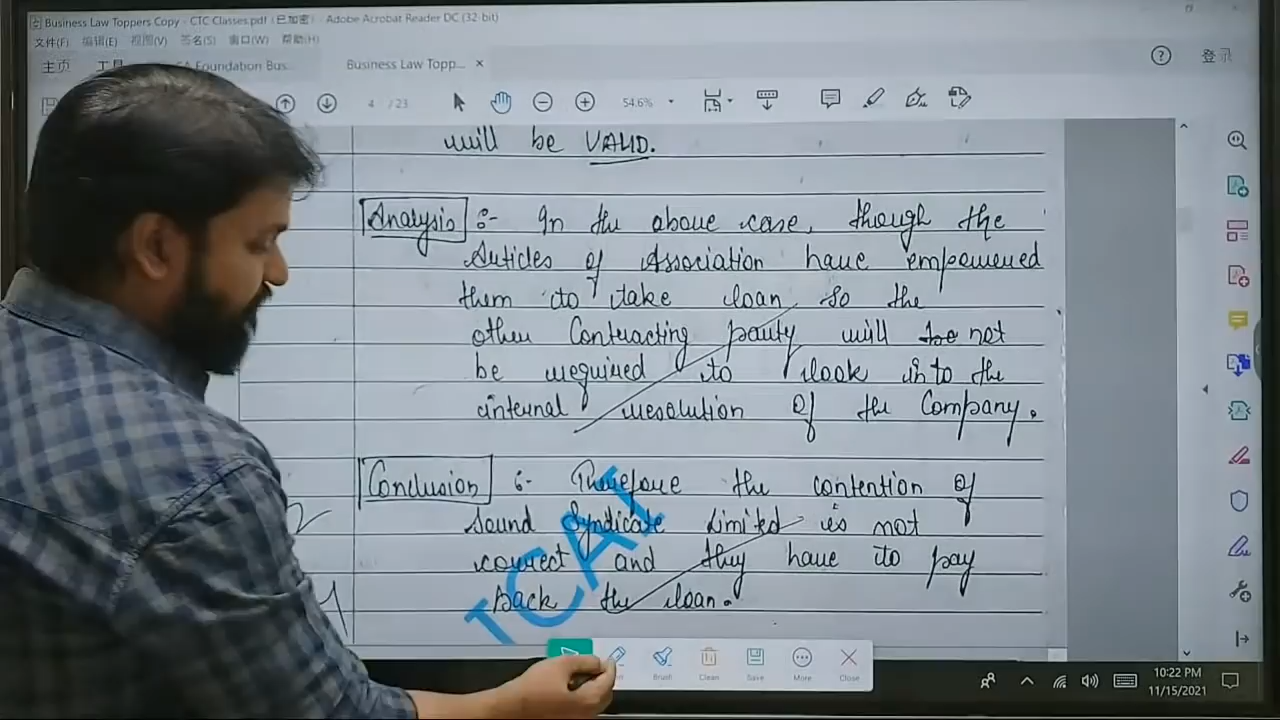 Business Law Toppers Copy - CTC Classes.pdf (已加密) - Adobe Acrobat Reader DC (32-bit)
文件(F) 编辑(E) 视图(V) 签名(S) 窗口(W) 帮助(H)
主页 工具 CA Foundation Bus... Business Law Topp... × ? 登录
4 / 23 54.6%
will be VALID.
Analysis :- In the above case, though the
Articles of Association have empowered
them to take loan so the
other Contracting party will not
be required to look into the
internal resolution of the Company.
Conclusion :- Therefore the contention of
Sound Syndicate Limited is not
correct and they have to pay
back the loan.
ICAI
2
1
Brush Clean Save More Close
10:22 PM
11/15/2021